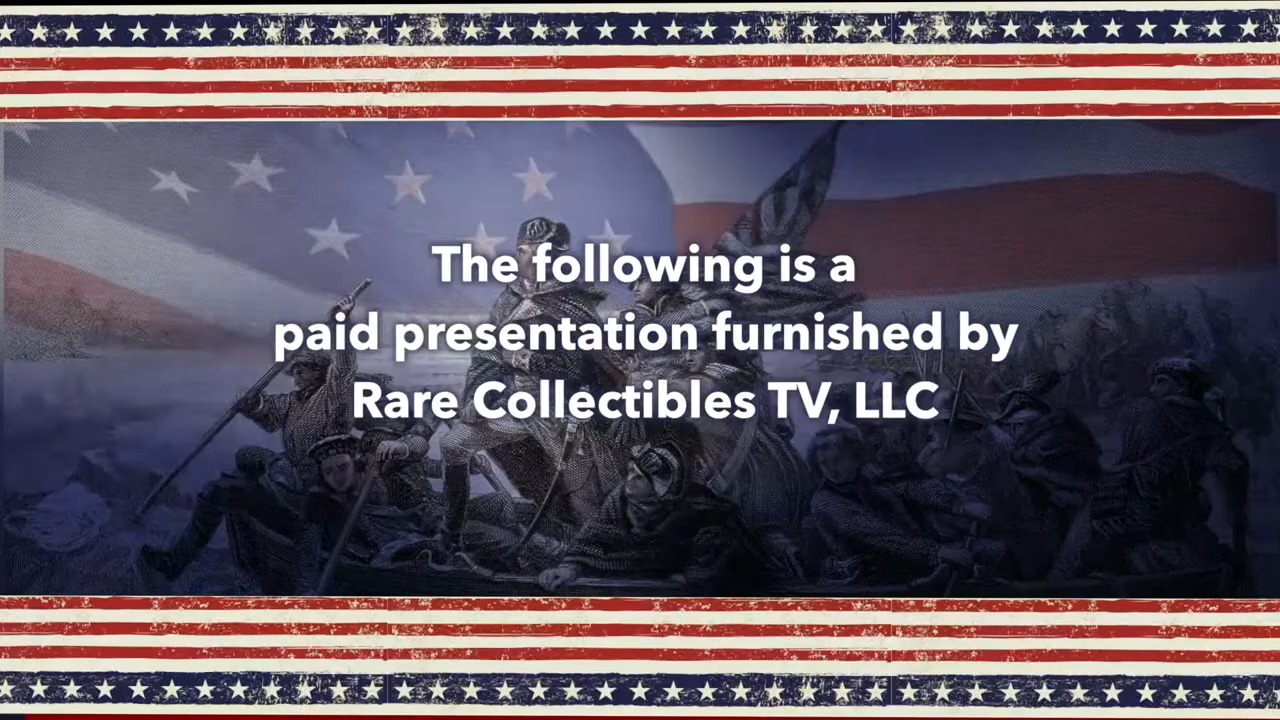 The following is a
paid presentation furnished by
Rare Collectibles TV, LLC